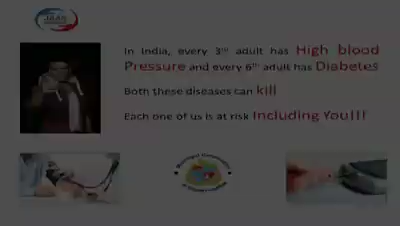 In India, every 3rd adult has High blood
Pressure and every 6th adult has Diabetes
Both these diseases can kill
Each one of us is at risk Including You!!!